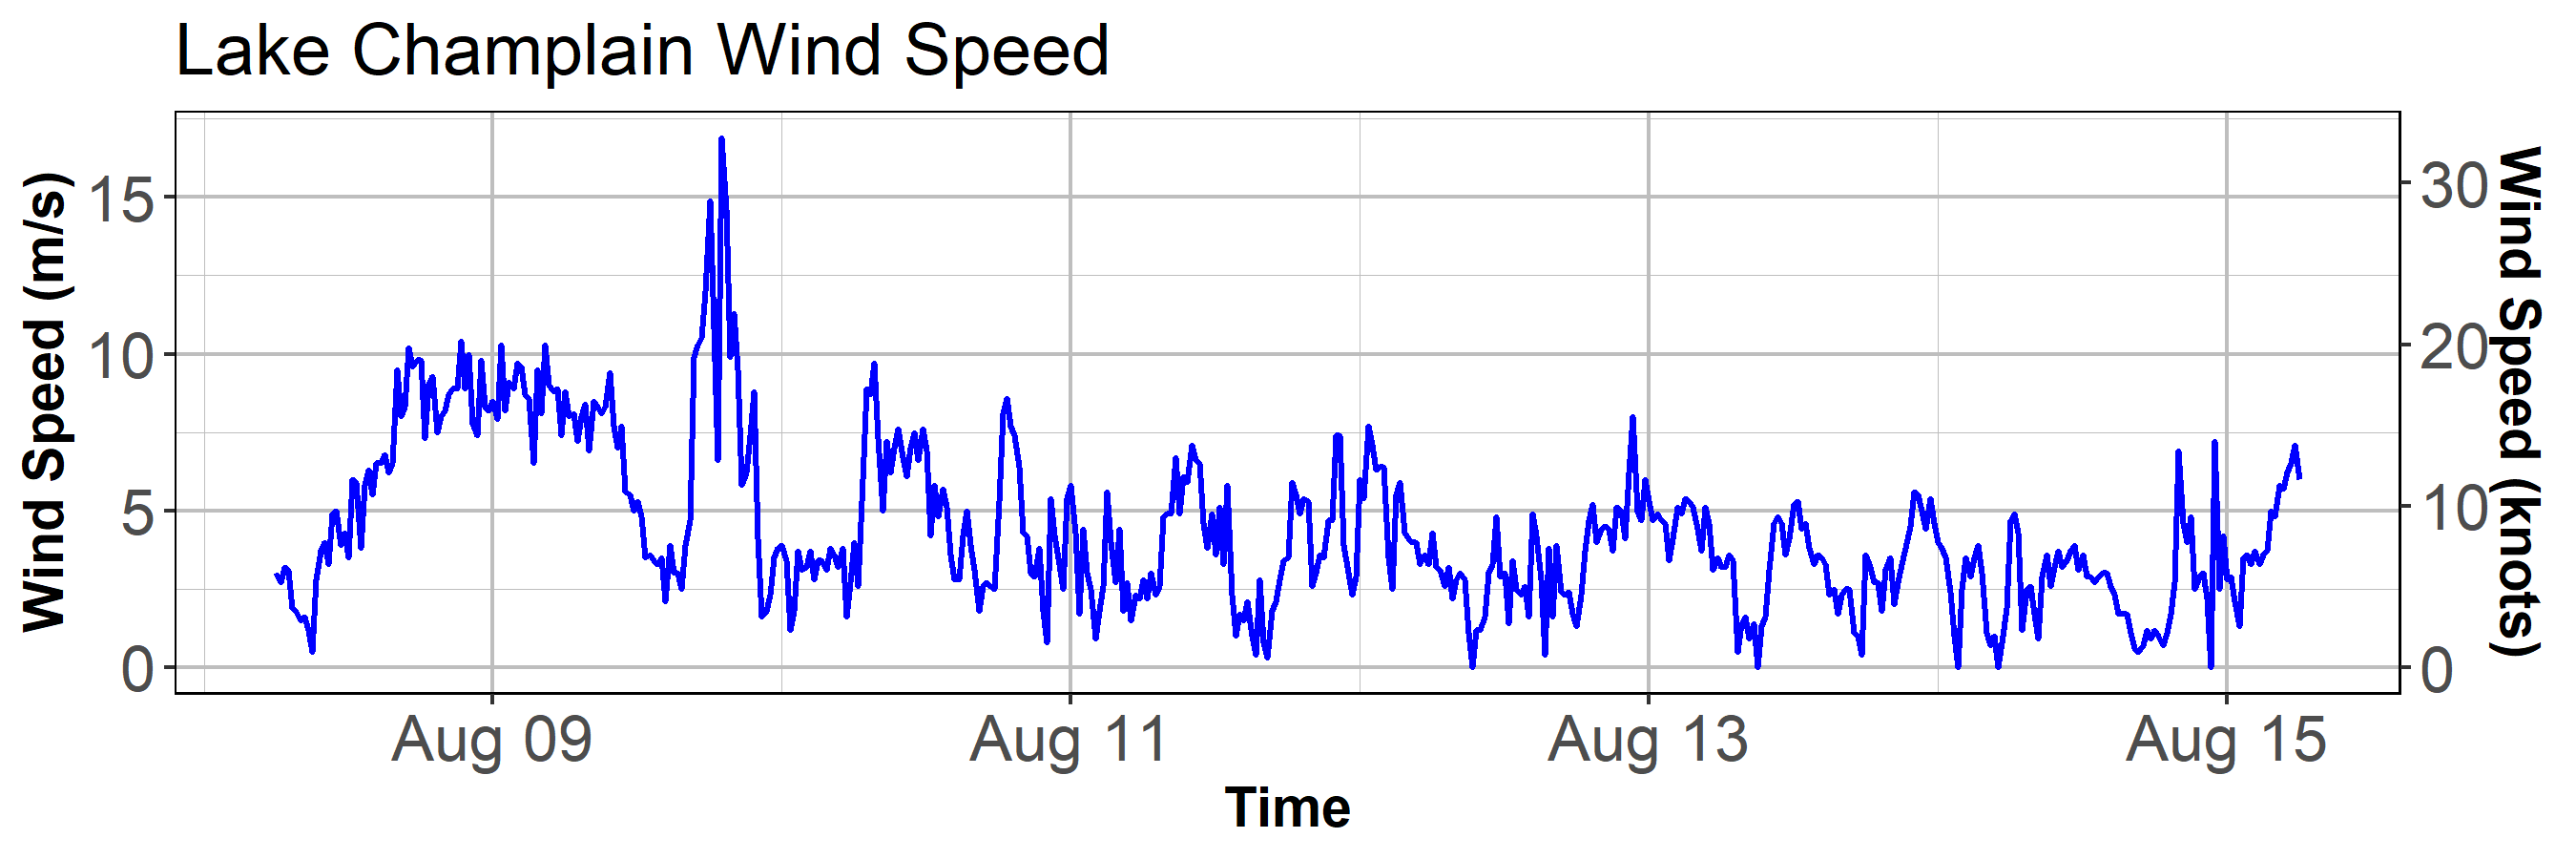 Lake Champlain Wind Speed
Wind Speed (m/s)
15
10
5
0
30
20
10
0
Wind Speed (knots)
Aug 09
Aug 11
Aug 13
Aug 15
Time